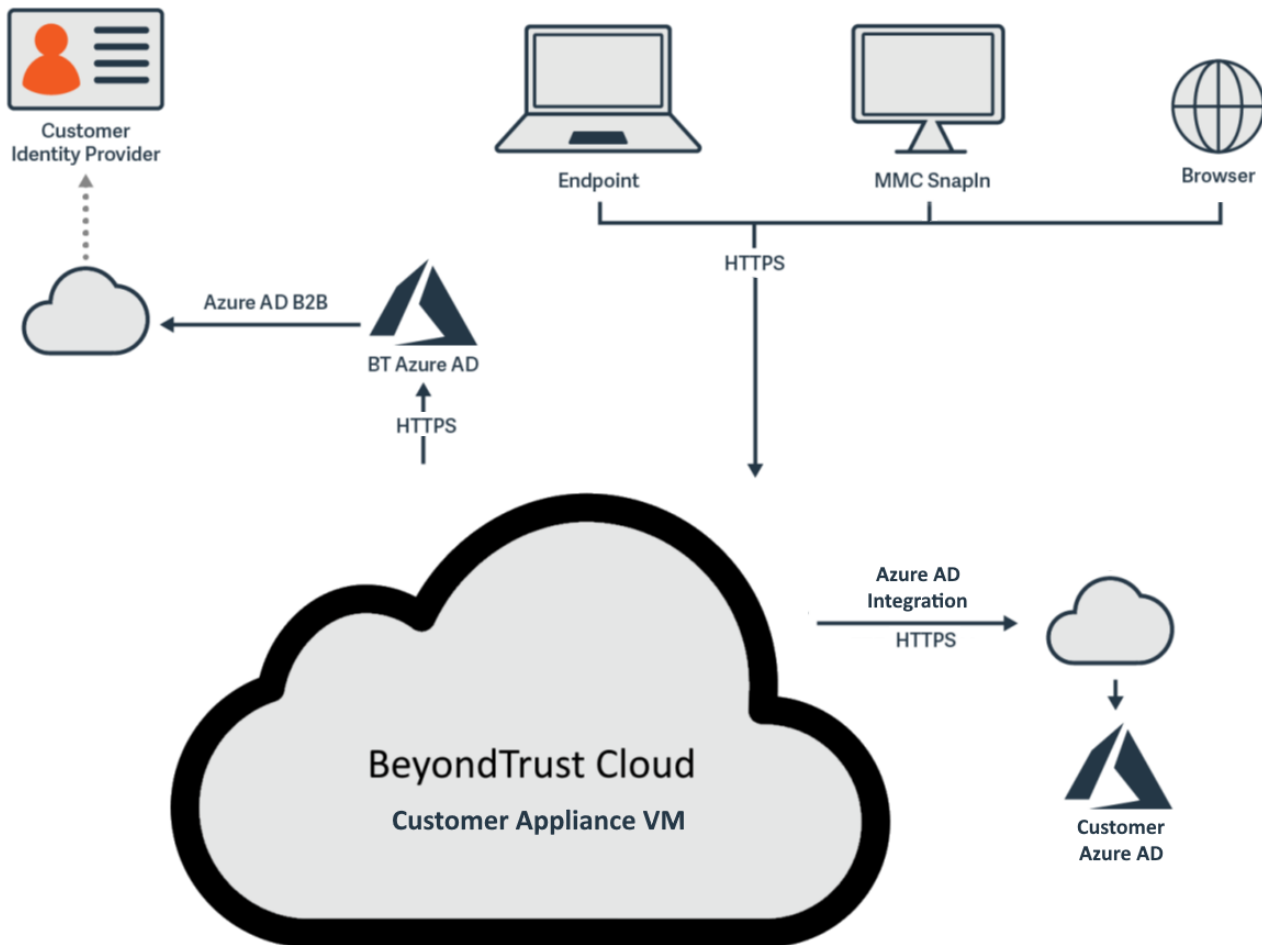 Customer
Identity Provider
Endpoint
MMC SnapIn
Browser
HTTPS
Azure AD B2B
BT Azure AD
HTTPS
Azure AD
Integration
HTTPS
BeyondTrust Cloud
Customer Appliance VM
Customer
Azure AD